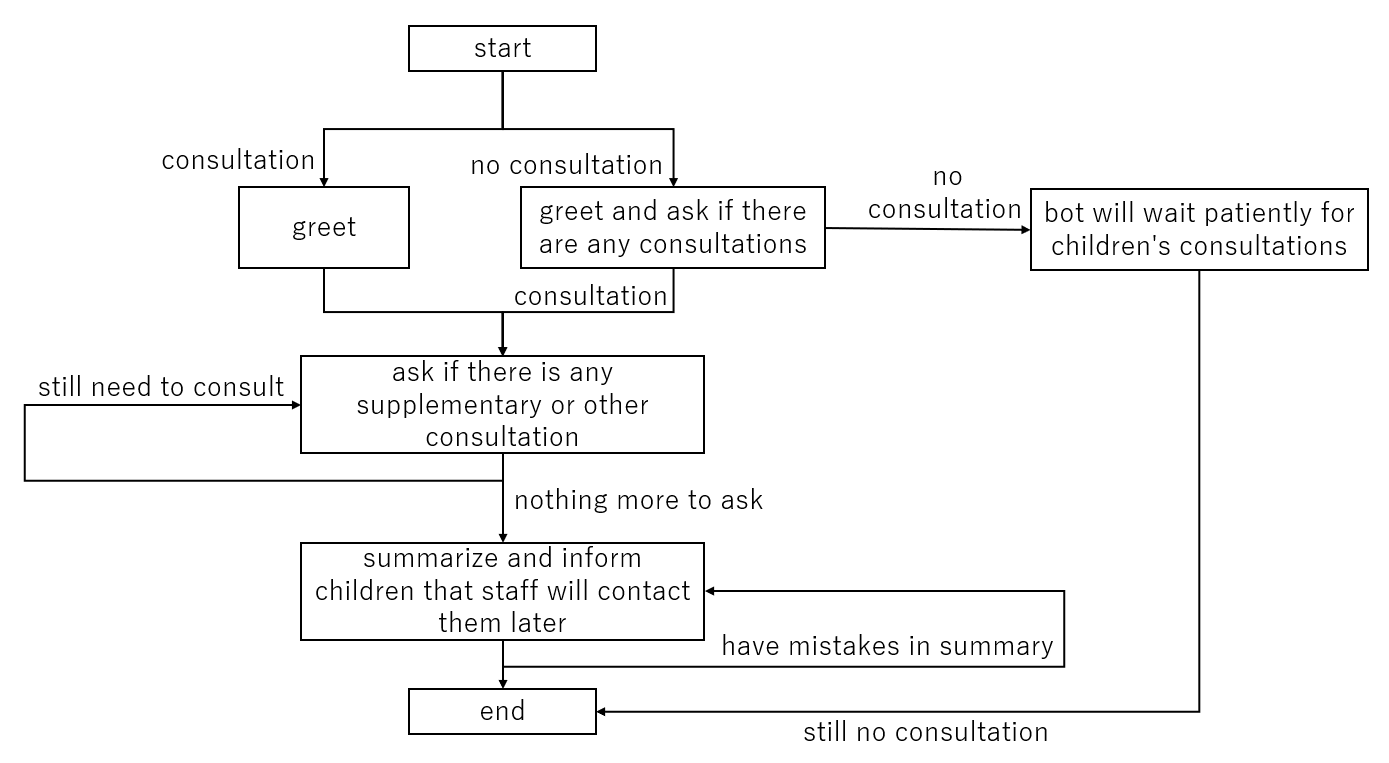 start
consultation
no consultation
no
consultation
greet
greet and ask if there
are any consultations
bot will wait patiently for
children's consultations
consultation
still need to consult
ask if there is any
supplementary or other
consultation
nothing more to ask
summarize and inform
children that staff will contact
them later
have mistakes in summary
end
still no consultation